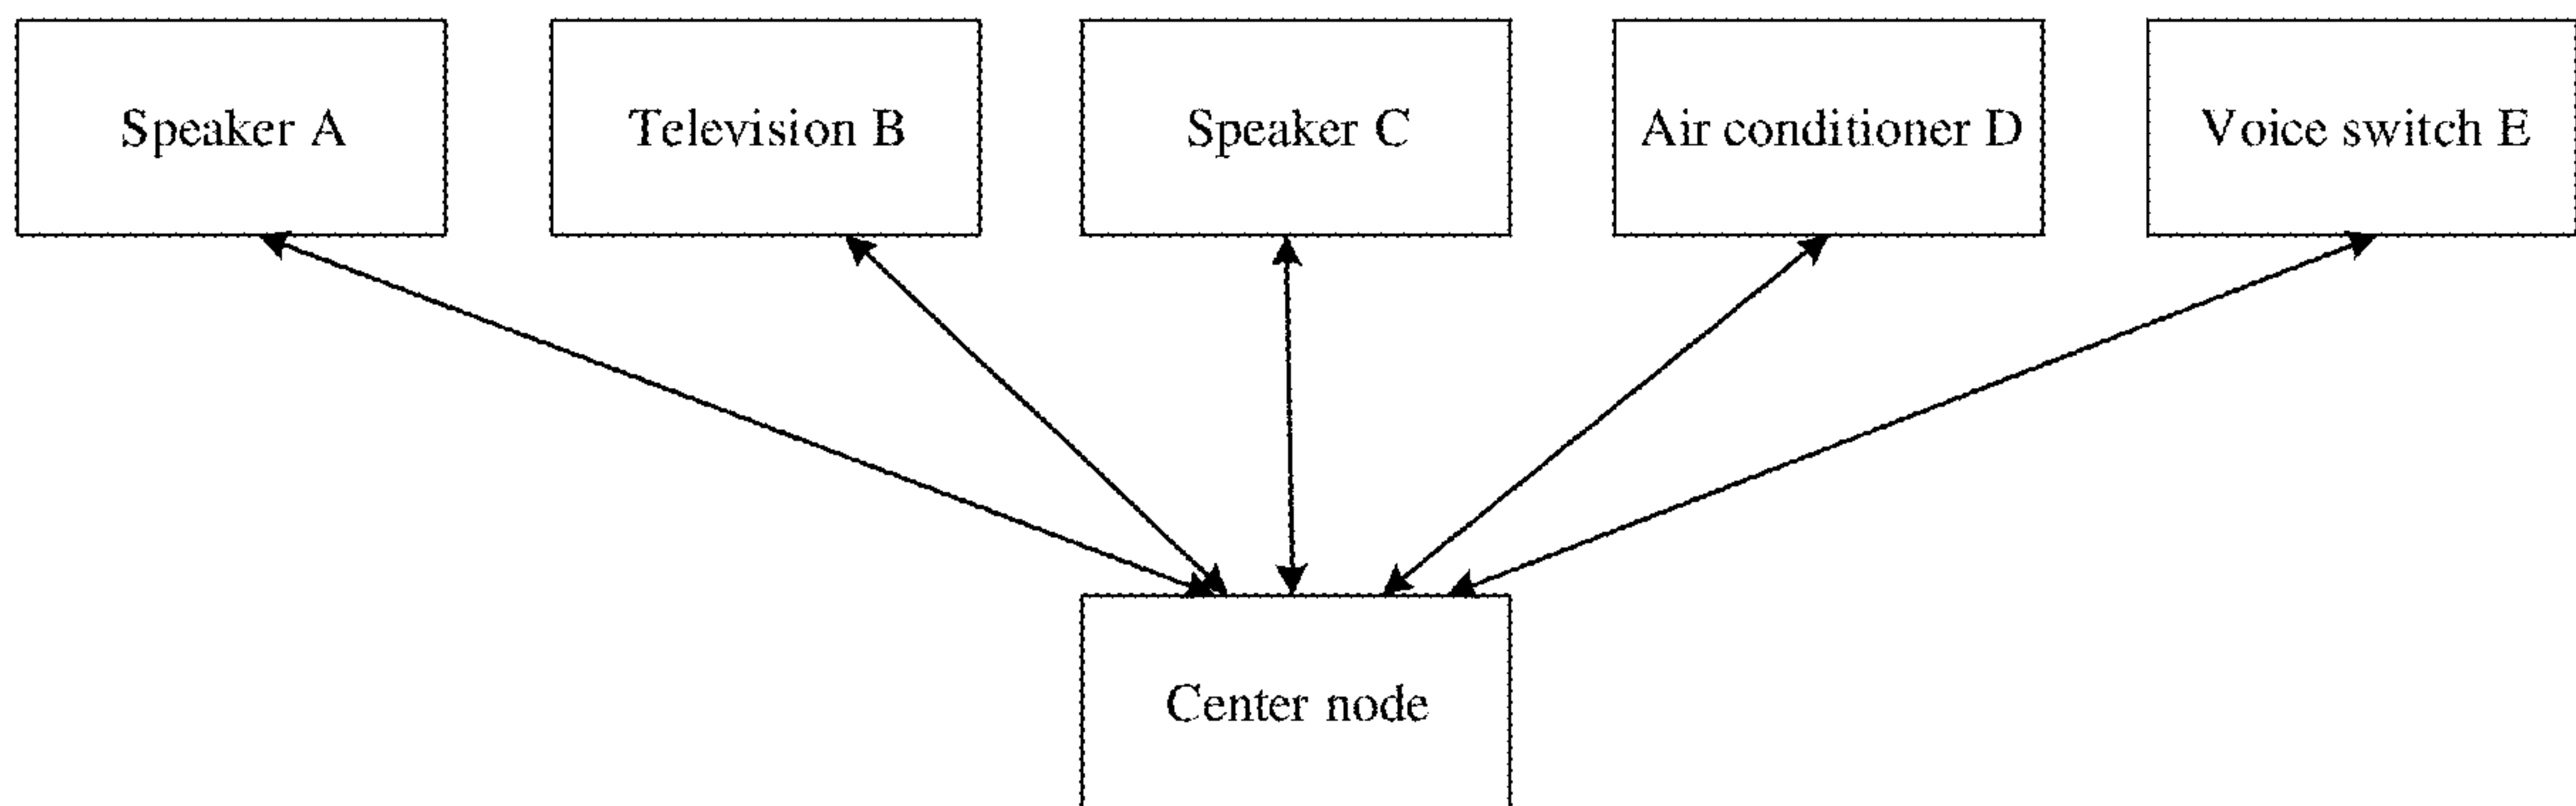 Speaker A
Television B
Speaker C
Air conditioner D
Voice switch E
Center node